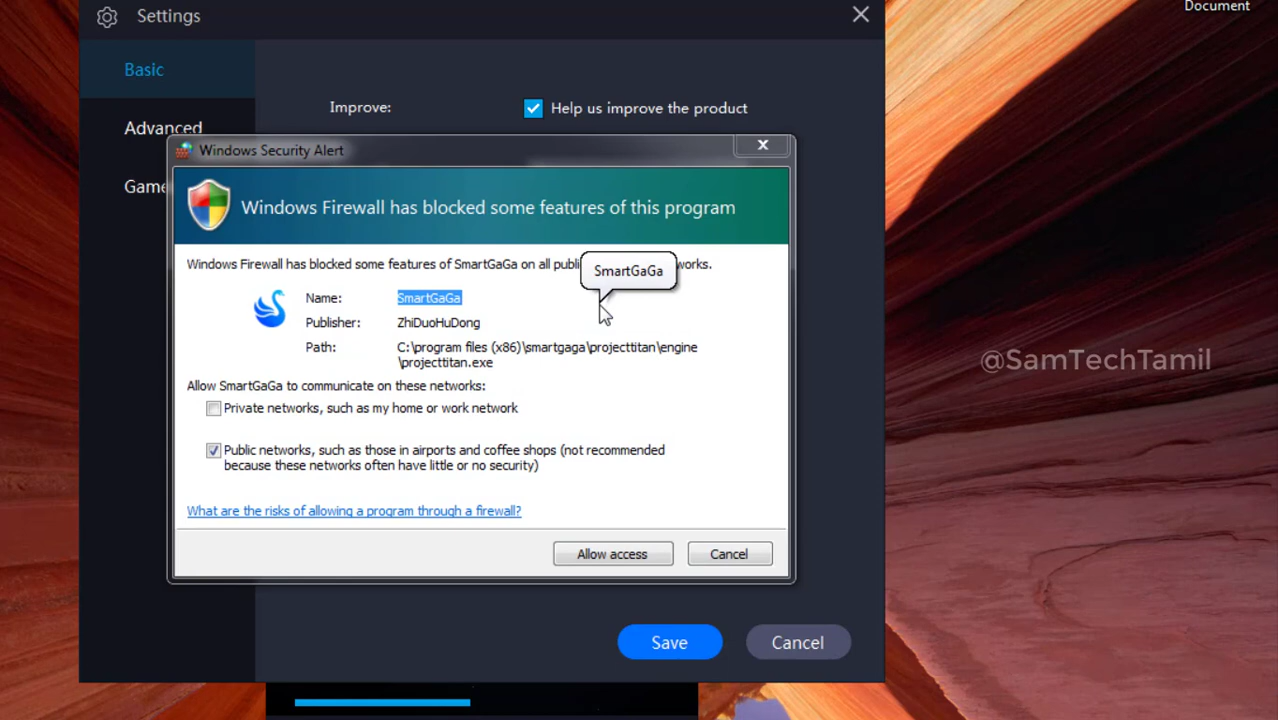 Settings
Document
Basic
Improve:
Help us improve the product
Advanced
Game
Windows Security Alert
Windows Firewall has blocked some features of this program
Windows Firewall has blocked some features of SmartGaGa on all
SmartGaGa
Name: SmartGaGa
Publisher: ZhiDuoHuDong
Path: C:\program files (x86)\smartgaga\projecttitan\engine
\projecttitan.exe
Allow SmartGaGa to communicate on these networks:
Private networks, such as my home or work network
Public networks, such as those in airports and coffee shops (not recommended
because these networks often have little or no security)
What are the risks of allowing a program through a firewall?
Allow access
Cancel
Save
Cancel
@SamTechTamil